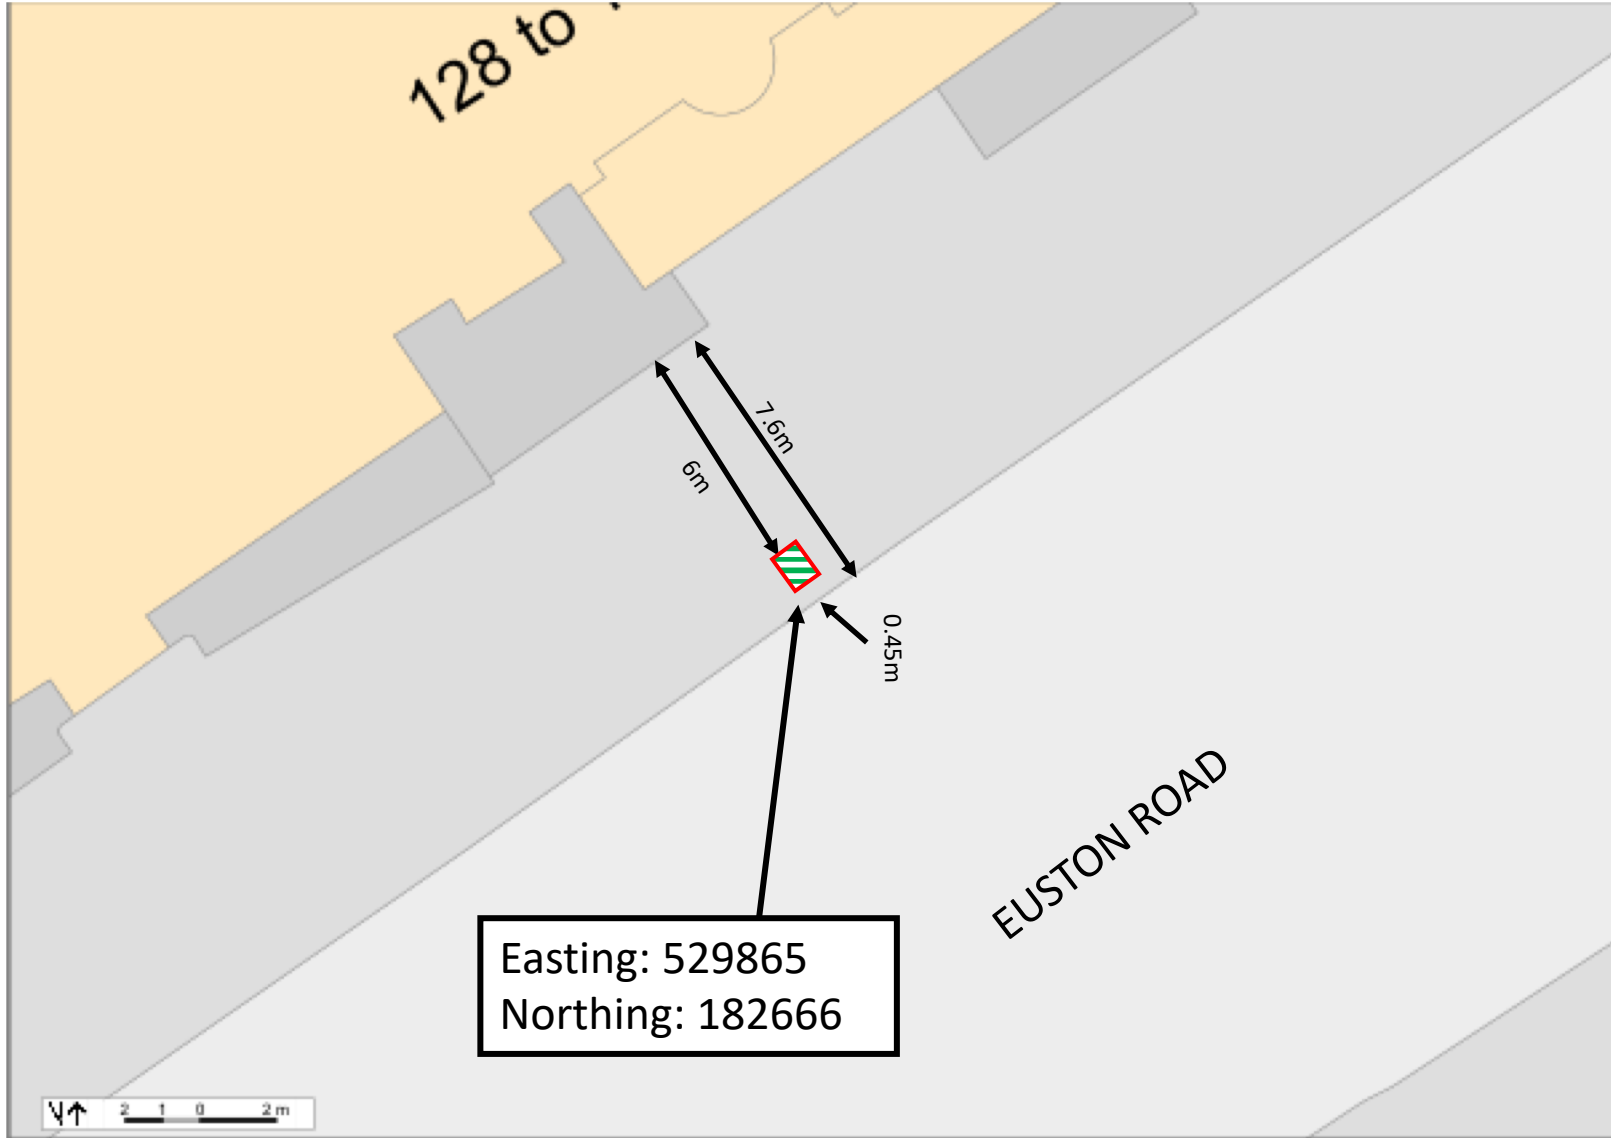 128 to
7.6m
6m
0.45m
EUSTON ROAD
Easting: 529865
Northing: 182666
2 1 0 2 m